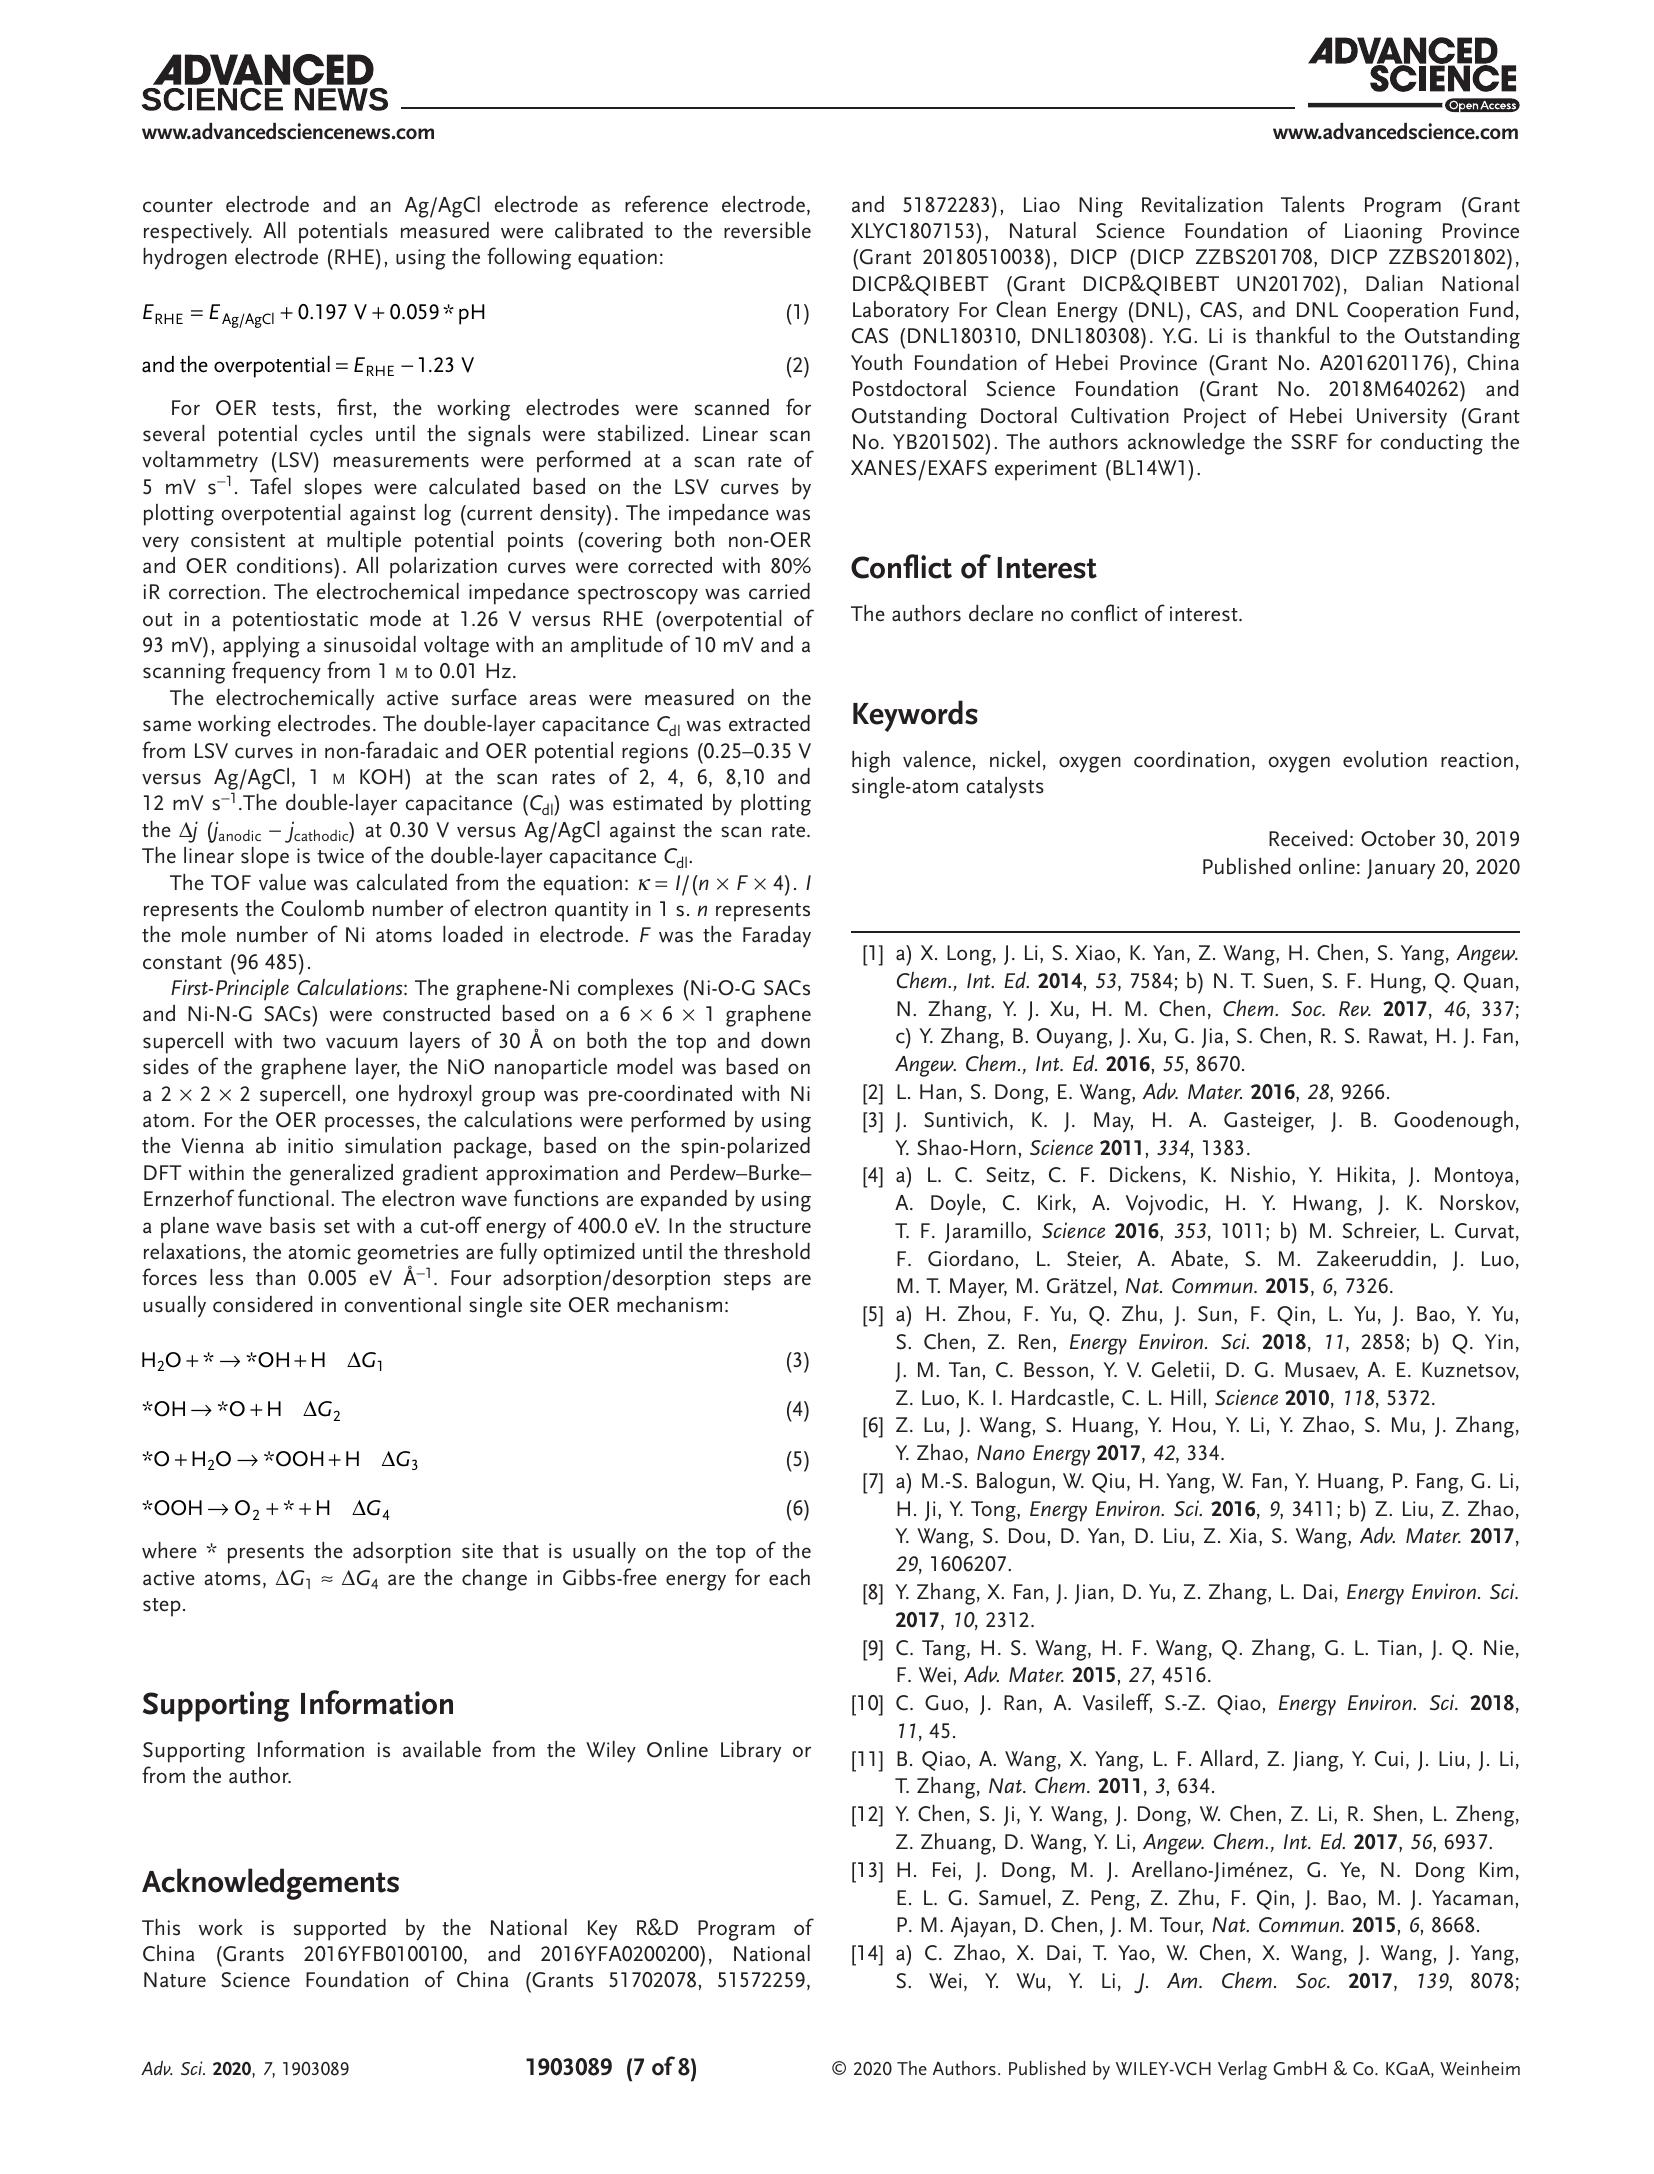 ADVANCED
SCIENCE NEWS
www.advancedsciencenews.com
ADVANCED
SCIENCE
Open Access
www.advancedscience.com
counter electrode and an Ag/AgCl electrode as reference electrode,
respectively. All potentials measured were calibrated to the reversible
hydrogen electrode (RHE), using the following equation:
E_RHE = E_Ag/AgCl + 0.197 V + 0.059 * pH (1)
and the overpotential = E_RHE − 1.23 V (2)
For OER tests, first, the working electrodes were scanned for
several potential cycles until the signals were stabilized. Linear scan
voltammetry (LSV) measurements were performed at a scan rate of
5 mV s⁻¹. Tafel slopes were calculated based on the LSV curves by
plotting overpotential against log (current density). The impedance was
very consistent at multiple potential points (covering both non-OER
and OER conditions). All polarization curves were corrected with 80%
iR correction. The electrochemical impedance spectroscopy was carried
out in a potentiostatic mode at 1.26 V versus RHE (overpotential of
93 mV), applying a sinusoidal voltage with an amplitude of 10 mV and a
scanning frequency from 1 M to 0.01 Hz.
The electrochemically active surface areas were measured on the
same working electrodes. The double-layer capacitance C_dl was extracted
from LSV curves in non-faradaic and OER potential regions (0.25–0.35 V
versus Ag/AgCl, 1 M KOH) at the scan rates of 2, 4, 6, 8,10 and
12 mV s⁻¹.The double-layer capacitance (C_dl) was estimated by plotting
the Δj (j_anodic − j_cathodic) at 0.30 V versus Ag/AgCl against the scan rate.
The linear slope is twice of the double-layer capacitance C_dl.
The TOF value was calculated from the equation: κ = I/(n × F × 4). I
represents the Coulomb number of electron quantity in 1 s. n represents
the mole number of Ni atoms loaded in electrode. F was the Faraday
constant (96 485).
First-Principle Calculations: The graphene-Ni complexes (Ni-O-G SACs
and Ni-N-G SACs) were constructed based on a 6 × 6 × 1 graphene
supercell with two vacuum layers of 30 Å on both the top and down
sides of the graphene layer, the NiO nanoparticle model was based on
a 2 × 2 × 2 supercell, one hydroxyl group was pre-coordinated with Ni
atom. For the OER processes, the calculations were performed by using
the Vienna ab initio simulation package, based on the spin-polarized
DFT within the generalized gradient approximation and Perdew–Burke–
Ernzerhof functional. The electron wave functions are expanded by using
a plane wave basis set with a cut-off energy of 400.0 eV. In the structure
relaxations, the atomic geometries are fully optimized until the threshold
forces less than 0.005 eV Å⁻¹. Four adsorption/desorption steps are
usually considered in conventional single site OER mechanism:
H₂O + * → *OH + H ΔG₁ (3)
*OH → *O + H ΔG₂ (4)
*O + H₂O → *OOH + H ΔG₃ (5)
*OOH → O₂ + * + H ΔG₄ (6)
where * presents the adsorption site that is usually on the top of the
active atoms, ΔG₁ ≈ ΔG₄ are the change in Gibbs-free energy for each
step.
Supporting Information
Supporting Information is available from the Wiley Online Library or
from the author.
Acknowledgements
This work is supported by the National Key R&D Program of
China (Grants 2016YFB0100100, and 2016YFA0200200), National
Nature Science Foundation of China (Grants 51702078, 51572259,
and 51872283), Liao Ning Revitalization Talents Program (Grant
XLYC1807153), Natural Science Foundation of Liaoning Province
(Grant 20180510038), DICP (DICP ZZBS201708, DICP ZZBS201802),
DICP&QIBEBT (Grant DICP&QIBEBT UN201702), Dalian National
Laboratory For Clean Energy (DNL), CAS, and DNL Cooperation Fund,
CAS (DNL180310, DNL180308). Y.G. Li is thankful to the Outstanding
Youth Foundation of Hebei Province (Grant No. A2016201176), China
Postdoctoral Science Foundation (Grant No. 2018M640262) and
Outstanding Doctoral Cultivation Project of Hebei University (Grant
No. YB201502). The authors acknowledge the SSRF for conducting the
XANES/EXAFS experiment (BL14W1).
Conflict of Interest
The authors declare no conflict of interest.
Keywords
high valence, nickel, oxygen coordination, oxygen evolution reaction,
single-atom catalysts
Received: October 30, 2019
Published online: January 20, 2020
[1] a) X. Long, J. Li, S. Xiao, K. Yan, Z. Wang, H. Chen, S. Yang, Angew.
Chem., Int. Ed. 2014, 53, 7584; b) N. T. Suen, S. F. Hung, Q. Quan,
N. Zhang, Y. J. Xu, H. M. Chen, Chem. Soc. Rev. 2017, 46, 337;
c) Y. Zhang, B. Ouyang, J. Xu, G. Jia, S. Chen, R. S. Rawat, H. J. Fan,
Angew. Chem., Int. Ed. 2016, 55, 8670.
[2] L. Han, S. Dong, E. Wang, Adv. Mater. 2016, 28, 9266.
[3] J. Suntivich, K. J. May, H. A. Gasteiger, J. B. Goodenough,
Y. Shao-Horn, Science 2011, 334, 1383.
[4] a) L. C. Seitz, C. F. Dickens, K. Nishio, Y. Hikita, J. Montoya,
A. Doyle, C. Kirk, A. Vojvodic, H. Y. Hwang, J. K. Norskov,
T. F. Jaramillo, Science 2016, 353, 1011; b) M. Schreier, L. Curvat,
F. Giordano, L. Steier, A. Abate, S. M. Zakeeruddin, J. Luo,
M. T. Mayer, M. Grätzel, Nat. Commun. 2015, 6, 7326.
[5] a) H. Zhou, F. Yu, Q. Zhu, J. Sun, F. Qin, L. Yu, J. Bao, Y. Yu,
S. Chen, Z. Ren, Energy Environ. Sci. 2018, 11, 2858; b) Q. Yin,
J. M. Tan, C. Besson, Y. V. Geletii, D. G. Musaev, A. E. Kuznetsov,
Z. Luo, K. I. Hardcastle, C. L. Hill, Science 2010, 118, 5372.
[6] Z. Lu, J. Wang, S. Huang, Y. Hou, Y. Li, Y. Zhao, S. Mu, J. Zhang,
Y. Zhao, Nano Energy 2017, 42, 334.
[7] a) M.-S. Balogun, W. Qiu, H. Yang, W. Fan, Y. Huang, P. Fang, G. Li,
H. Ji, Y. Tong, Energy Environ. Sci. 2016, 9, 3411; b) Z. Liu, Z. Zhao,
Y. Wang, S. Dou, D. Yan, D. Liu, Z. Xia, S. Wang, Adv. Mater. 2017,
29, 1606207.
[8] Y. Zhang, X. Fan, J. Jian, D. Yu, Z. Zhang, L. Dai, Energy Environ. Sci.
2017, 10, 2312.
[9] C. Tang, H. S. Wang, H. F. Wang, Q. Zhang, G. L. Tian, J. Q. Nie,
F. Wei, Adv. Mater. 2015, 27, 4516.
[10] C. Guo, J. Ran, A. Vasileff, S.-Z. Qiao, Energy Environ. Sci. 2018,
11, 45.
[11] B. Qiao, A. Wang, X. Yang, L. F. Allard, Z. Jiang, Y. Cui, J. Liu, J. Li,
T. Zhang, Nat. Chem. 2011, 3, 634.
[12] Y. Chen, S. Ji, Y. Wang, J. Dong, W. Chen, Z. Li, R. Shen, L. Zheng,
Z. Zhuang, D. Wang, Y. Li, Angew. Chem., Int. Ed. 2017, 56, 6937.
[13] H. Fei, J. Dong, M. J. Arellano-Jiménez, G. Ye, N. Dong Kim,
E. L. G. Samuel, Z. Peng, Z. Zhu, F. Qin, J. Bao, M. J. Yacaman,
P. M. Ajayan, D. Chen, J. M. Tour, Nat. Commun. 2015, 6, 8668.
[14] a) C. Zhao, X. Dai, T. Yao, W. Chen, X. Wang, J. Wang, J. Yang,
S. Wei, Y. Wu, Y. Li, J. Am. Chem. Soc. 2017, 139, 8078;
Adv. Sci. 2020, 7, 1903089
1903089 (7 of 8)
© 2020 The Authors. Published by WILEY-VCH Verlag GmbH & Co. KGaA, Weinheim